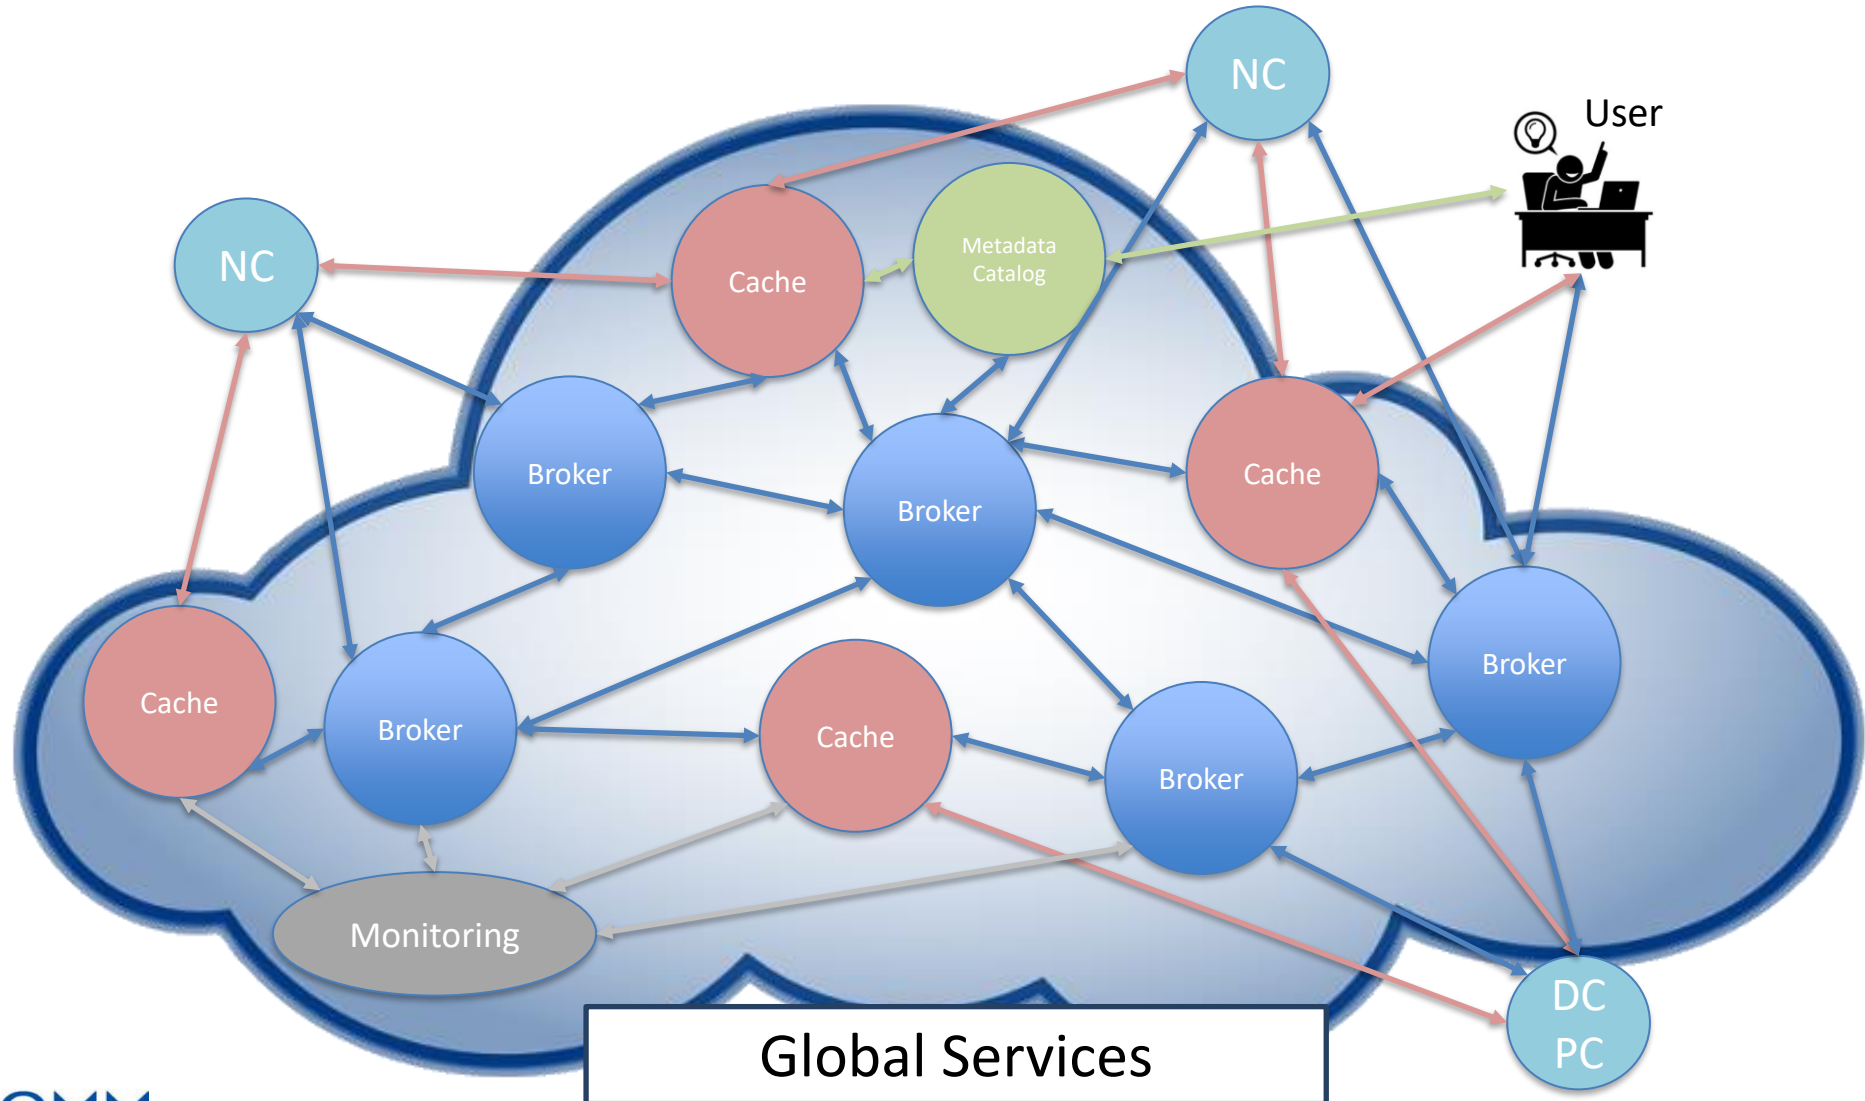 NC
User
NC
Metadata
Catalog
Cache
Broker
Broker
Cache
Cache
Broker
Cache
Broker
Broker
Monitoring
DC
PC
Global Services